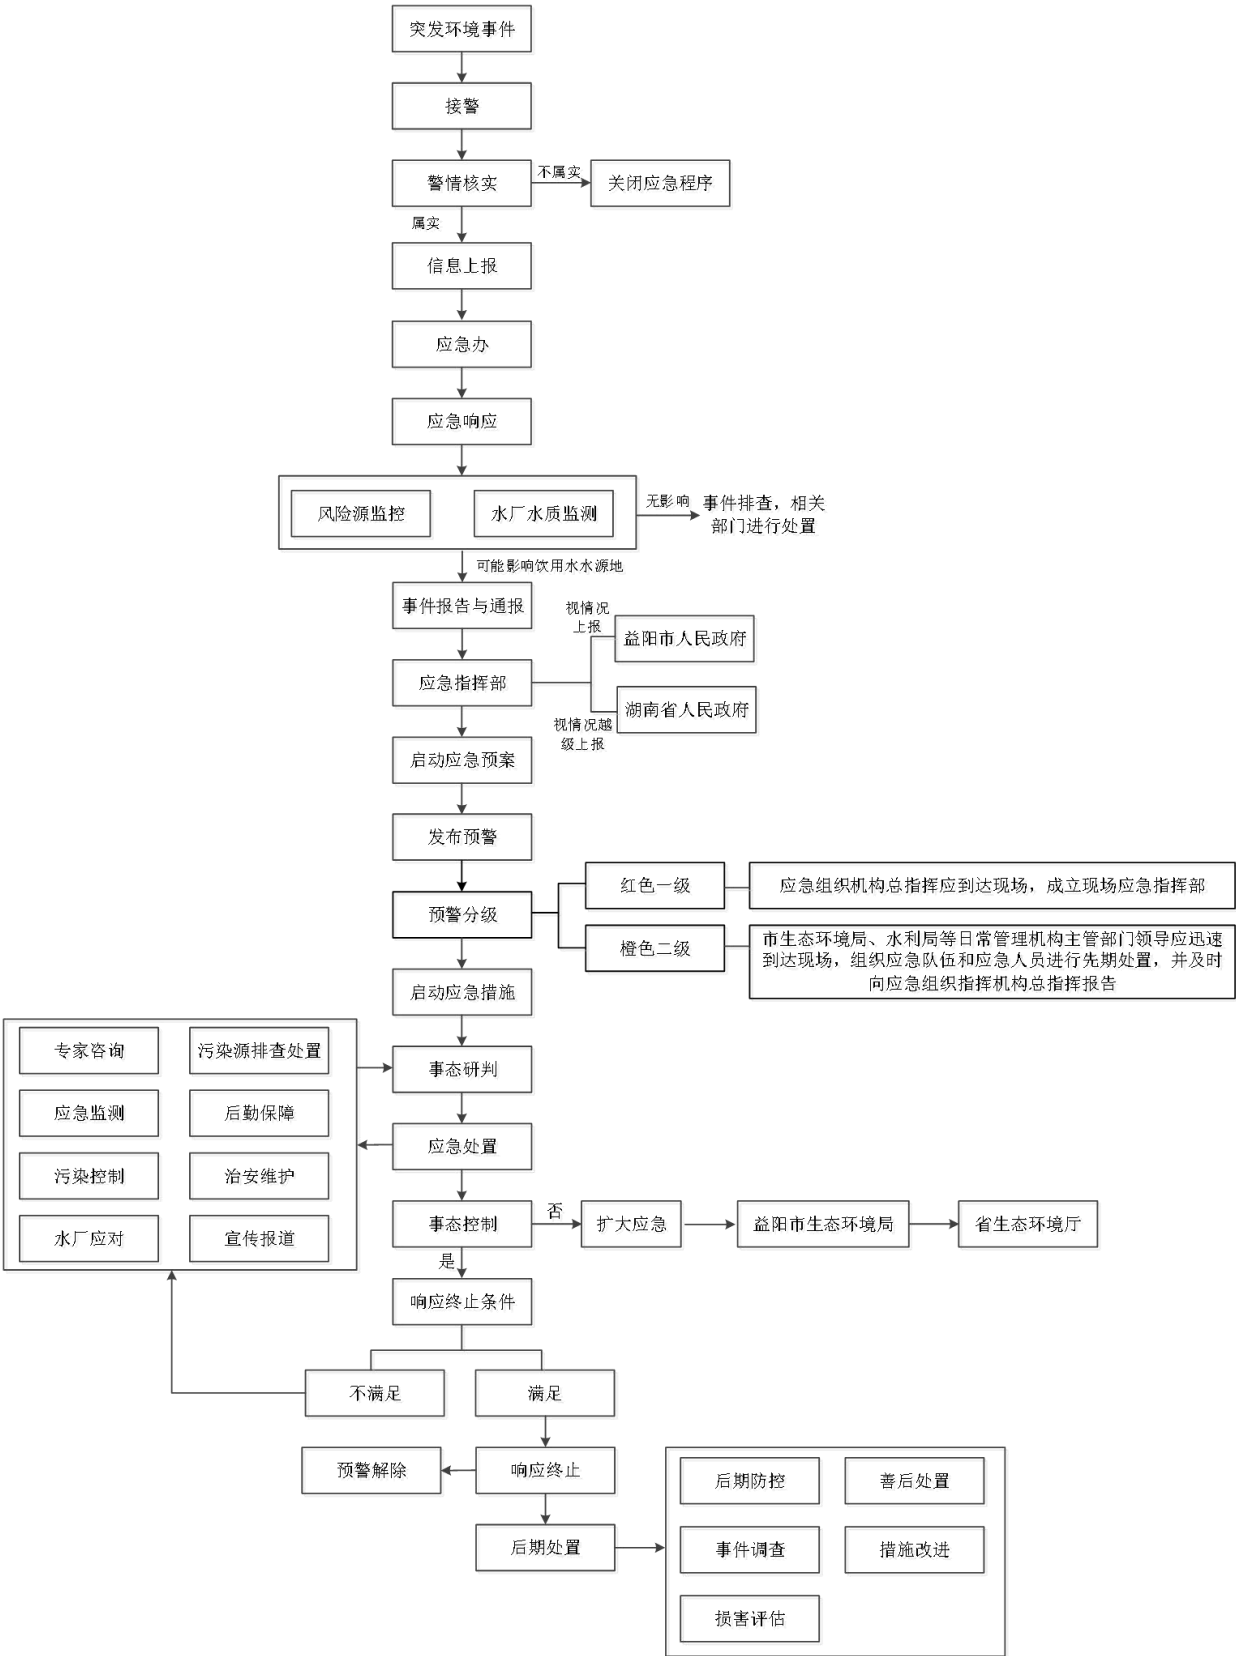 突发环境事件
接警
警情核实
不属实
关闭应急程序
属实
信息上报
应急办
应急响应
风险源监控
水厂水质监测
无影响
事件排查，相关
部门进行处置
可能影响饮用水水源地
事件报告与通报
视情况
上报
益阳市人民政府
应急指挥部
湖南省人民政府
视情况越
级上报
启动应急预案
发布预警
预警分级
红色一级
应急组织机构总指挥应到达现场，成立现场应急指挥部
橙色二级
市生态环境局、水利局等日常管理机构主管部门领导应迅速
到达现场，组织应急队伍和应急人员进行先期处置，并及时
向应急组织指挥机构总指挥报告
启动应急措施
专家咨询
污染源排查处置
事态研判
应急监测
后勤保障
应急处置
污染控制
治安维护
水厂应对
宣传报道
事态控制
否
扩大应急
益阳市生态环境局
省生态环境厅
是
响应终止条件
不满足
满足
预警解除
响应终止
后期处置
后期防控
善后处置
事件调查
措施改进
损害评估